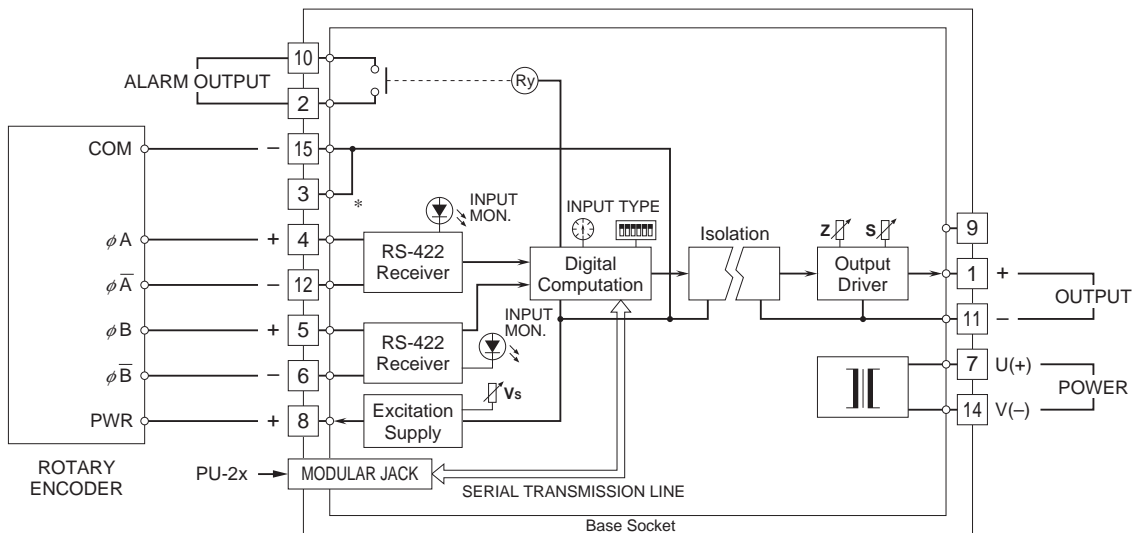 10
ALARM OUTPUT
2
Ry
COM
− 15
3
*
INPUT
MON.
INPUT TYPE
φA
+ 4
RS-422
Receiver
φA̅
− 12
Digital
Computation
Isolation
Z
S
Output
Driver
9
1 +
OUTPUT
11 −
φB
+ 5
RS-422
Receiver
INPUT
MON.
φB̅
− 6
7 U(+)
POWER
14 V(−)
PWR
+ 8
Excitation
Supply
Vs
ROTARY
ENCODER
PU-2x
MODULAR JACK
SERIAL TRANSMISSION LINE
Base Socket